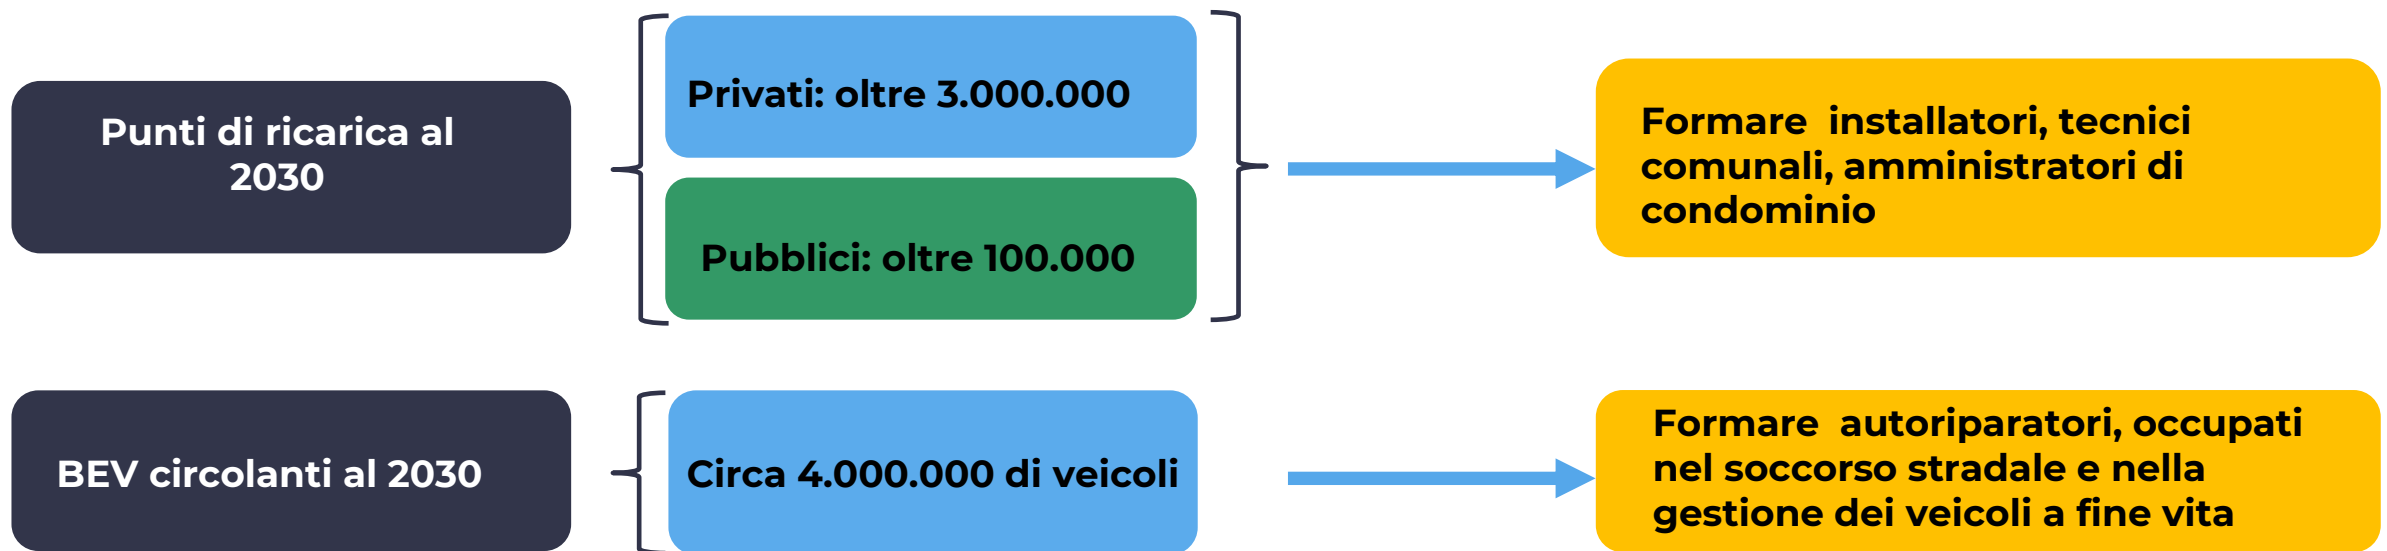 Punti di ricarica al
2030
Privati: oltre 3.000.000
Pubblici: oltre 100.000
Formare installatori, tecnici
comunali, amministratori di
condominio
BEV circolanti al 2030
Circa 4.000.000 di veicoli
Formare autoriparatori, occupati
nel soccorso stradale e nella
gestione dei veicoli a fine vita